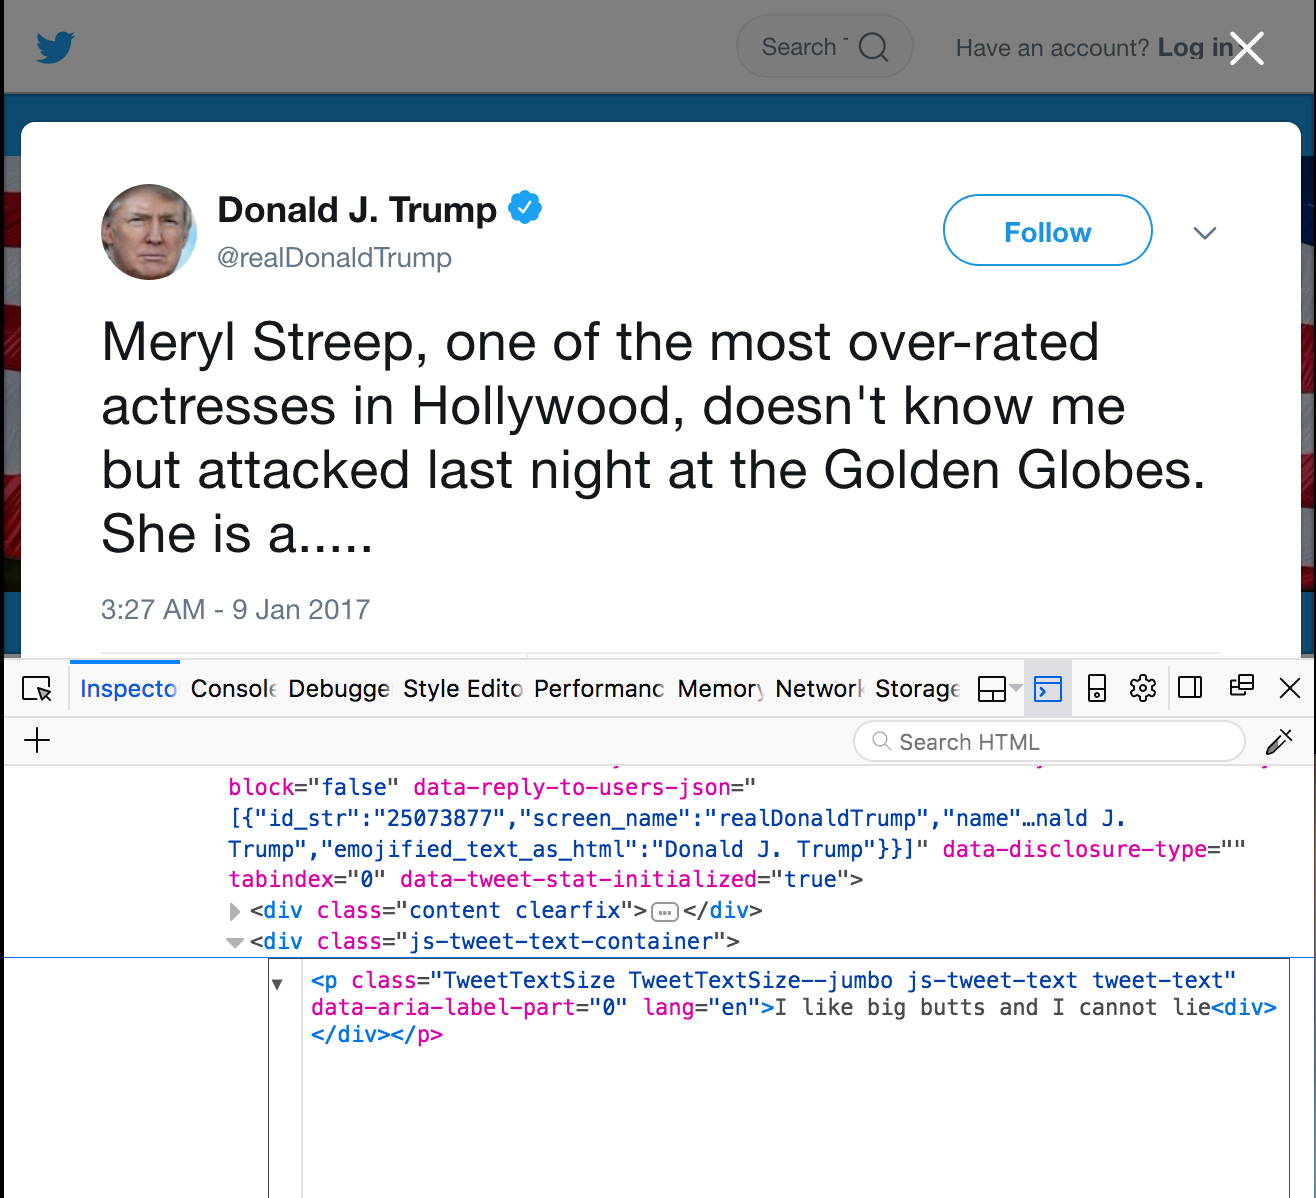 Search
Have an account? Log in
Donald J. Trump
@realDonaldTrump
Follow
Meryl Streep, one of the most over-rated
actresses in Hollywood, doesn't know me
but attacked last night at the Golden Globes.
She is a.....
3:27 AM - 9 Jan 2017
Inspecto Console Debugge Style Edito Performanc Memory Network Storage
Search HTML
block="false" data-reply-to-users-json="
[{"id_str":"25073877","screen_name":"realDonaldTrump","name"…nald J.
Trump","emojified_text_as_html":"Donald J. Trump"}}]" data-disclosure-type=""
tabindex="0" data-tweet-stat-initialized="true">
<div class="content clearfix">…</div>
<div class="js-tweet-text-container">
<p class="TweetTextSize TweetTextSize--jumbo js-tweet-text tweet-text"
data-aria-label-part="0" lang="en">I like big butts and I cannot lie<div>
</div></p>